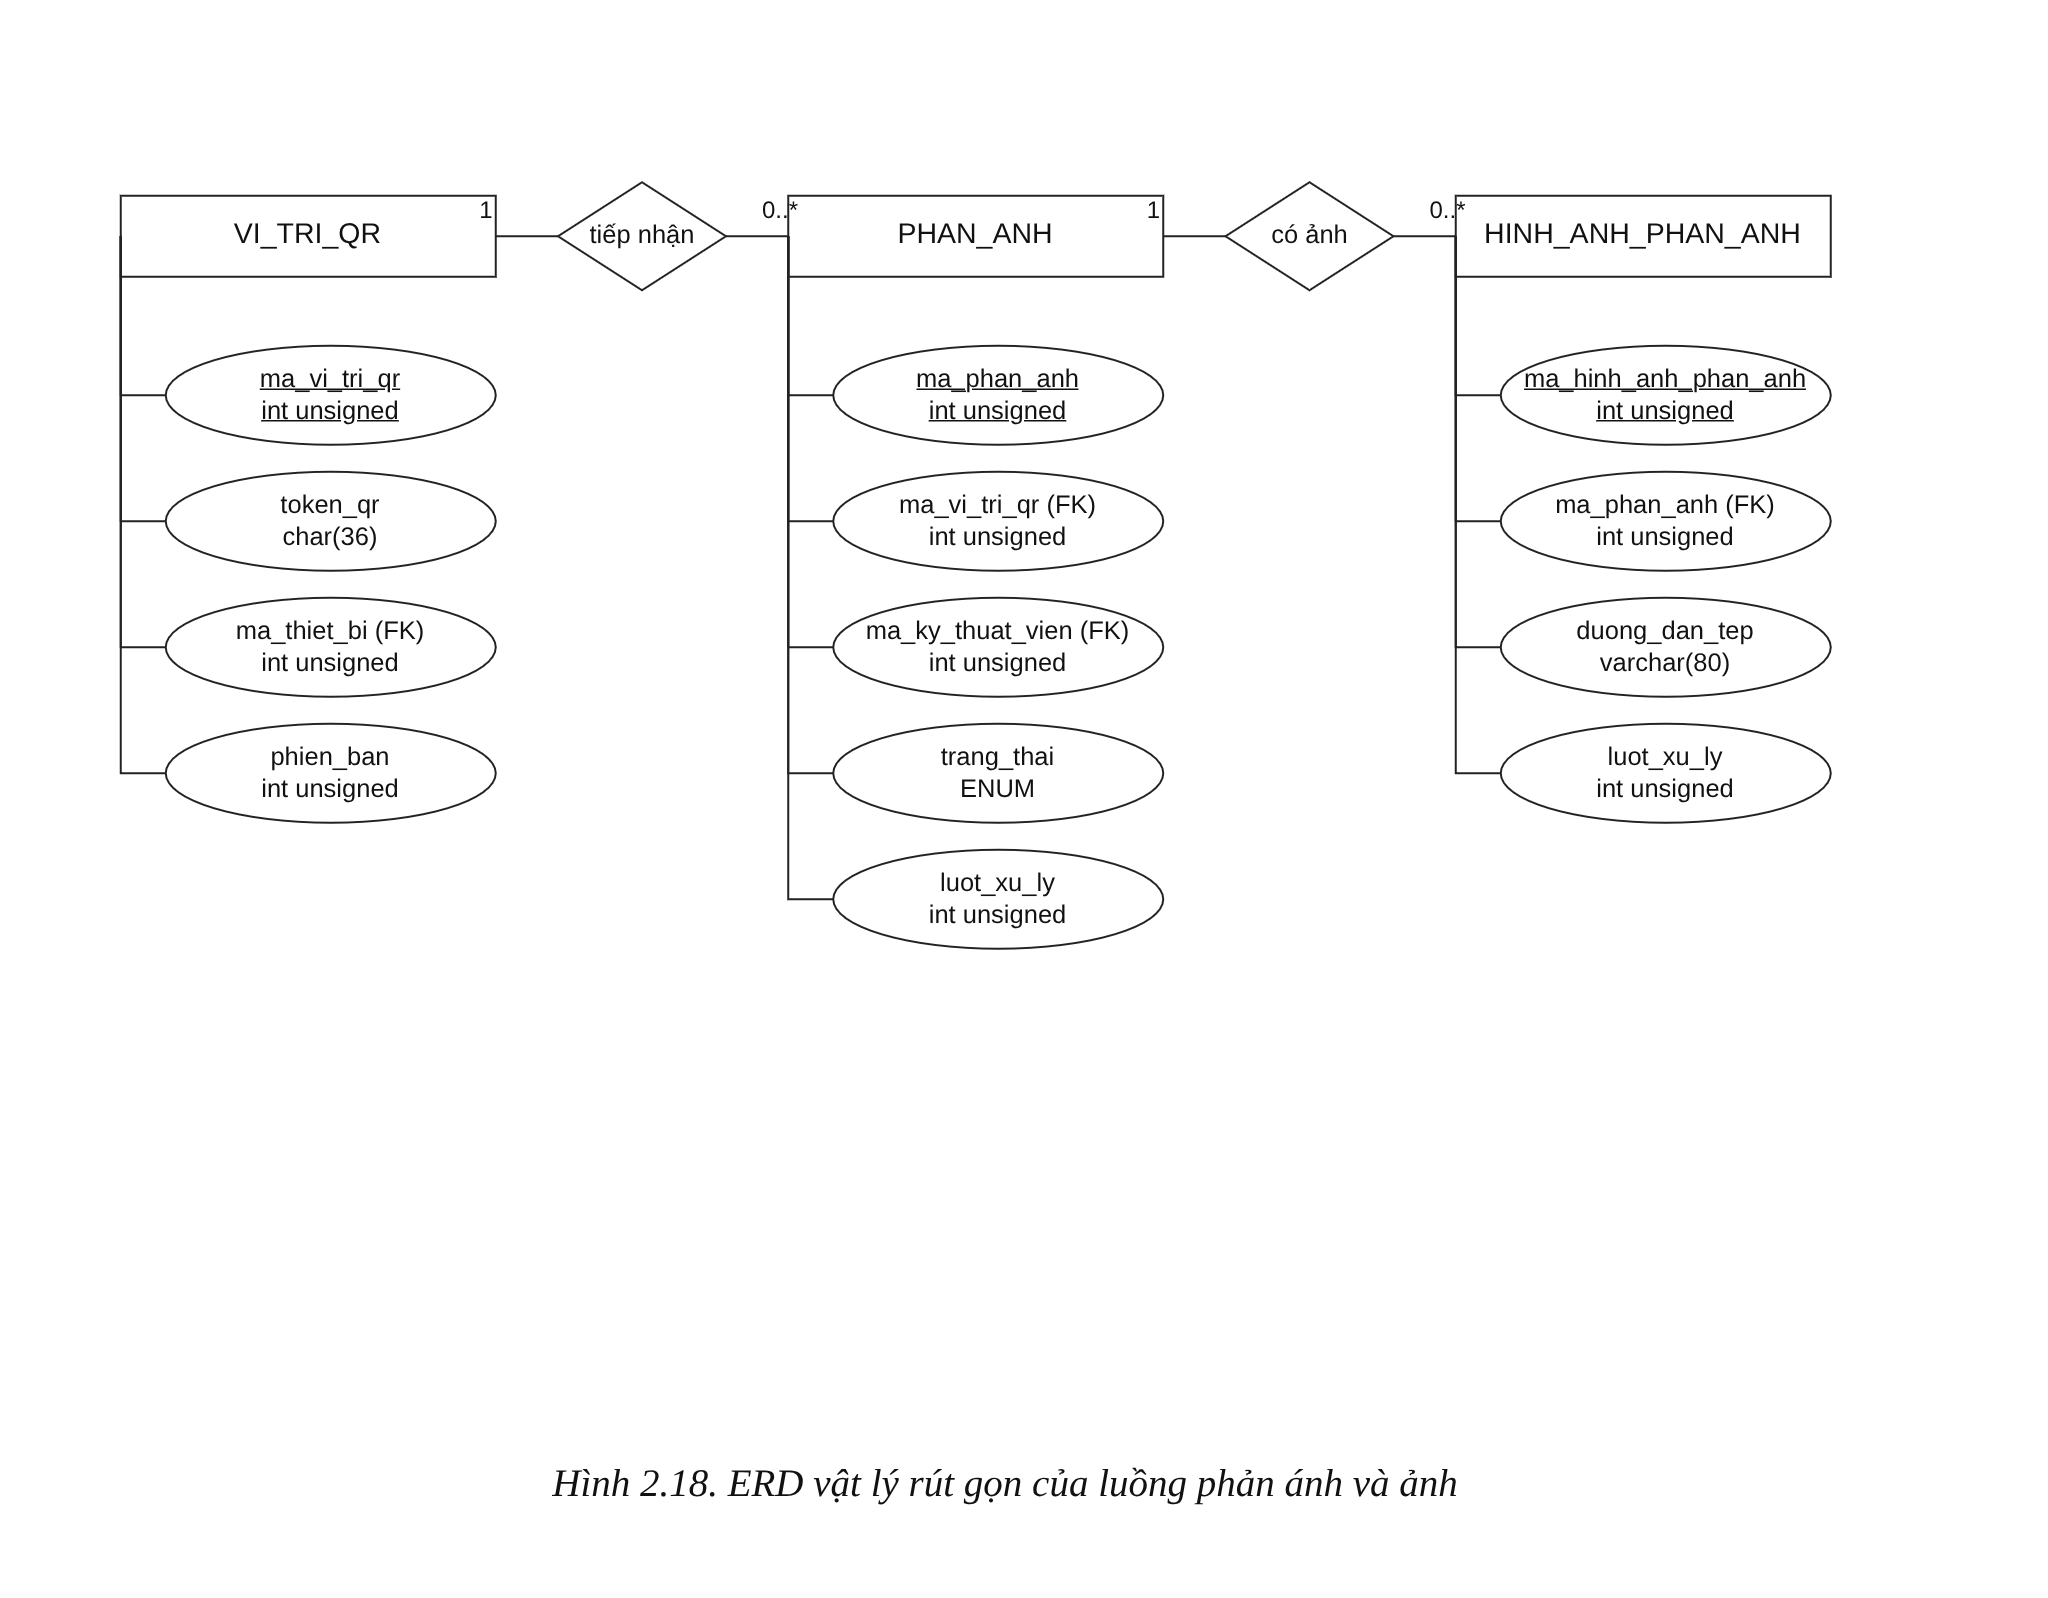 VI_TRI_QR
1
tiếp nhận
0..*
PHAN_ANH
1
có ảnh
0..*
HINH_ANH_PHAN_ANH
ma_vi_tri_qr
int unsigned
token_qr
char(36)
ma_thiet_bi (FK)
int unsigned
phien_ban
int unsigned
ma_phan_anh
int unsigned
ma_vi_tri_qr (FK)
int unsigned
ma_ky_thuat_vien (FK)
int unsigned
trang_thai
ENUM
luot_xu_ly
int unsigned
ma_hinh_anh_phan_anh
int unsigned
ma_phan_anh (FK)
int unsigned
duong_dan_tep
varchar(80)
luot_xu_ly
int unsigned
Hình 2.18. ERD vật lý rút gọn của luồng phản ánh và ảnh